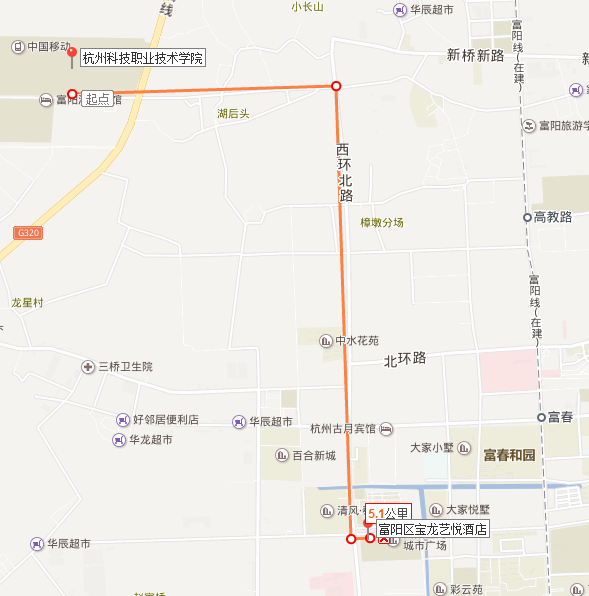 线
小长山
华辰超市
中国移动
杭州科技职业技术学院
新桥新路
富阳线(在建)
起点
湖后头
富阳旅游学
西环北路
樟墩分场
高教路
G320
富阳线(在建)
龙星村
中水花苑
北环路
三桥卫生院
好邻居便利店
华辰超市
杭州古月宾馆
富春
华龙超市
大家小墅
富春和园
百合新城
清风·
5.1公里
大家悦墅
富阳区宝龙艺悦酒店
华辰超市
城市广场
彩云苑